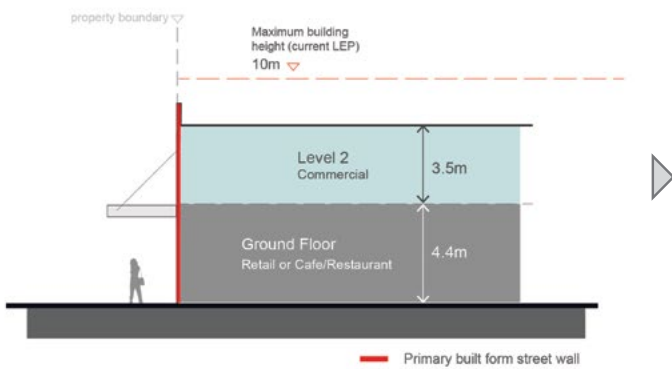 property boundary
Maximum building
height (current LEP)
10m
Level 2
Commercial
3.5m
Ground Floor
Retail or Cafe/Restaurant
4.4m
Primary built form street wall